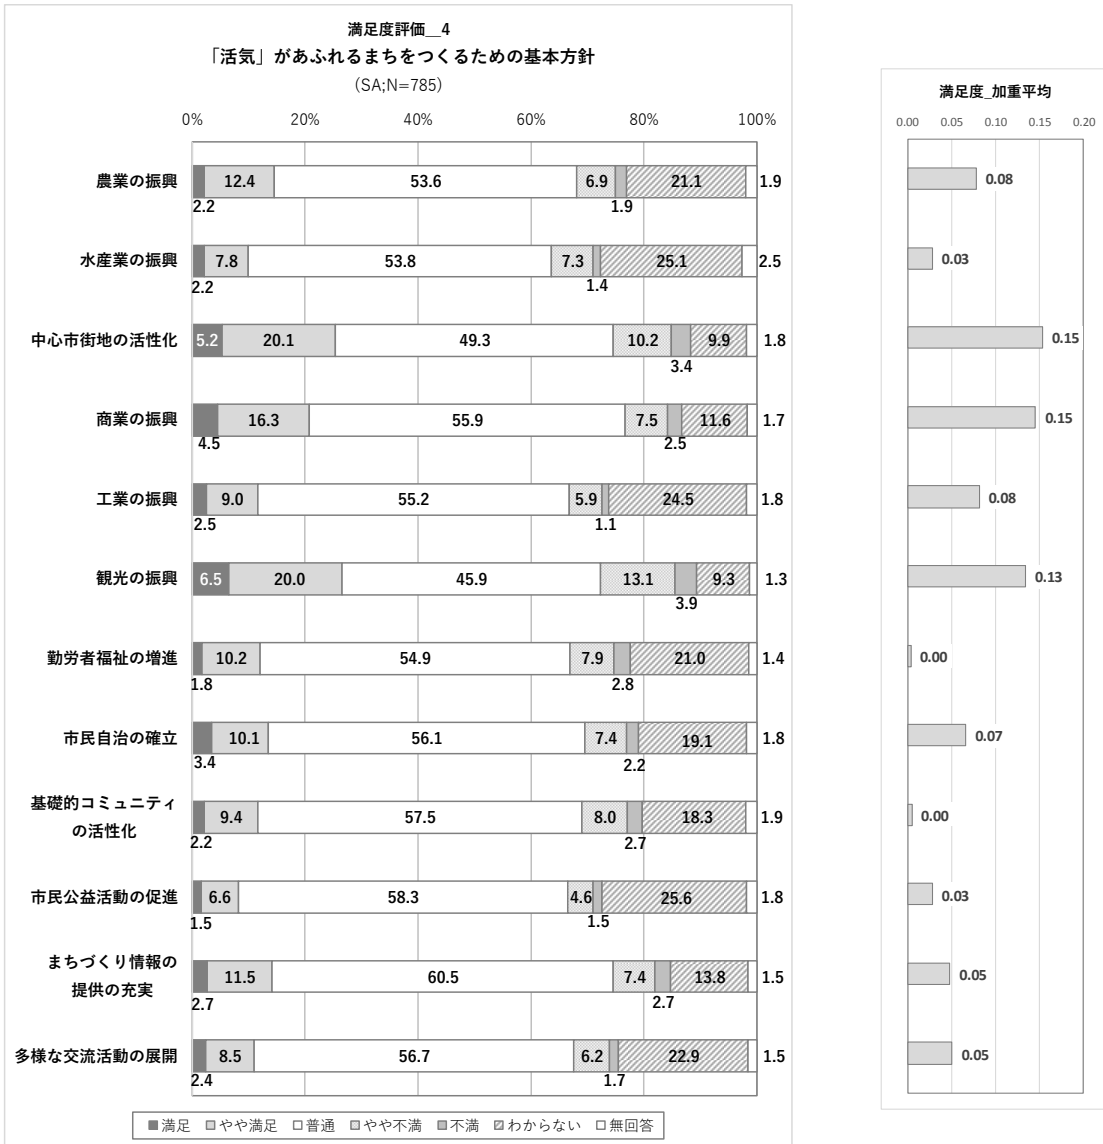 満足度評価__4
「活気」があふれるまちをつくるための基本方針
(SA;N=785)
0% 20% 40% 60% 80% 100%
農業の振興 12.4 53.6 6.9 21.1 1.9
2.2 1.9
水産業の振興 7.8 53.8 7.3 25.1 2.5
2.2 1.4
中心市街地の活性化 5.2 20.1 49.3 10.2 9.9 1.8
3.4
商業の振興 16.3 55.9 7.5 11.6 1.7
4.5 2.5
工業の振興 9.0 55.2 5.9 24.5 1.8
2.5 1.1
観光の振興 6.5 20.0 45.9 13.1 9.3 1.3
3.9
勤労者福祉の増進 10.2 54.9 7.9 21.0 1.4
1.8 2.8
市民自治の確立 10.1 56.1 7.4 19.1 1.8
3.4 2.2
基礎的コミュニティ
の活性化 9.4 57.5 8.0 18.3 1.9
2.2 2.7
市民公益活動の促進 6.6 58.3 4.6 25.6 1.8
1.5 1.5
まちづくり情報の
提供の充実 11.5 60.5 7.4 13.8 1.5
2.7 2.7
多様な交流活動の展開 8.5 56.7 6.2 22.9 1.5
2.4 1.7
満足 やや満足 普通 やや不満 不満 わからない 無回答
満足度_加重平均
0.00 0.05 0.10 0.15 0.20
0.08
0.03
0.15
0.15
0.08
0.13
0.00
0.07
0.00
0.03
0.05
0.05